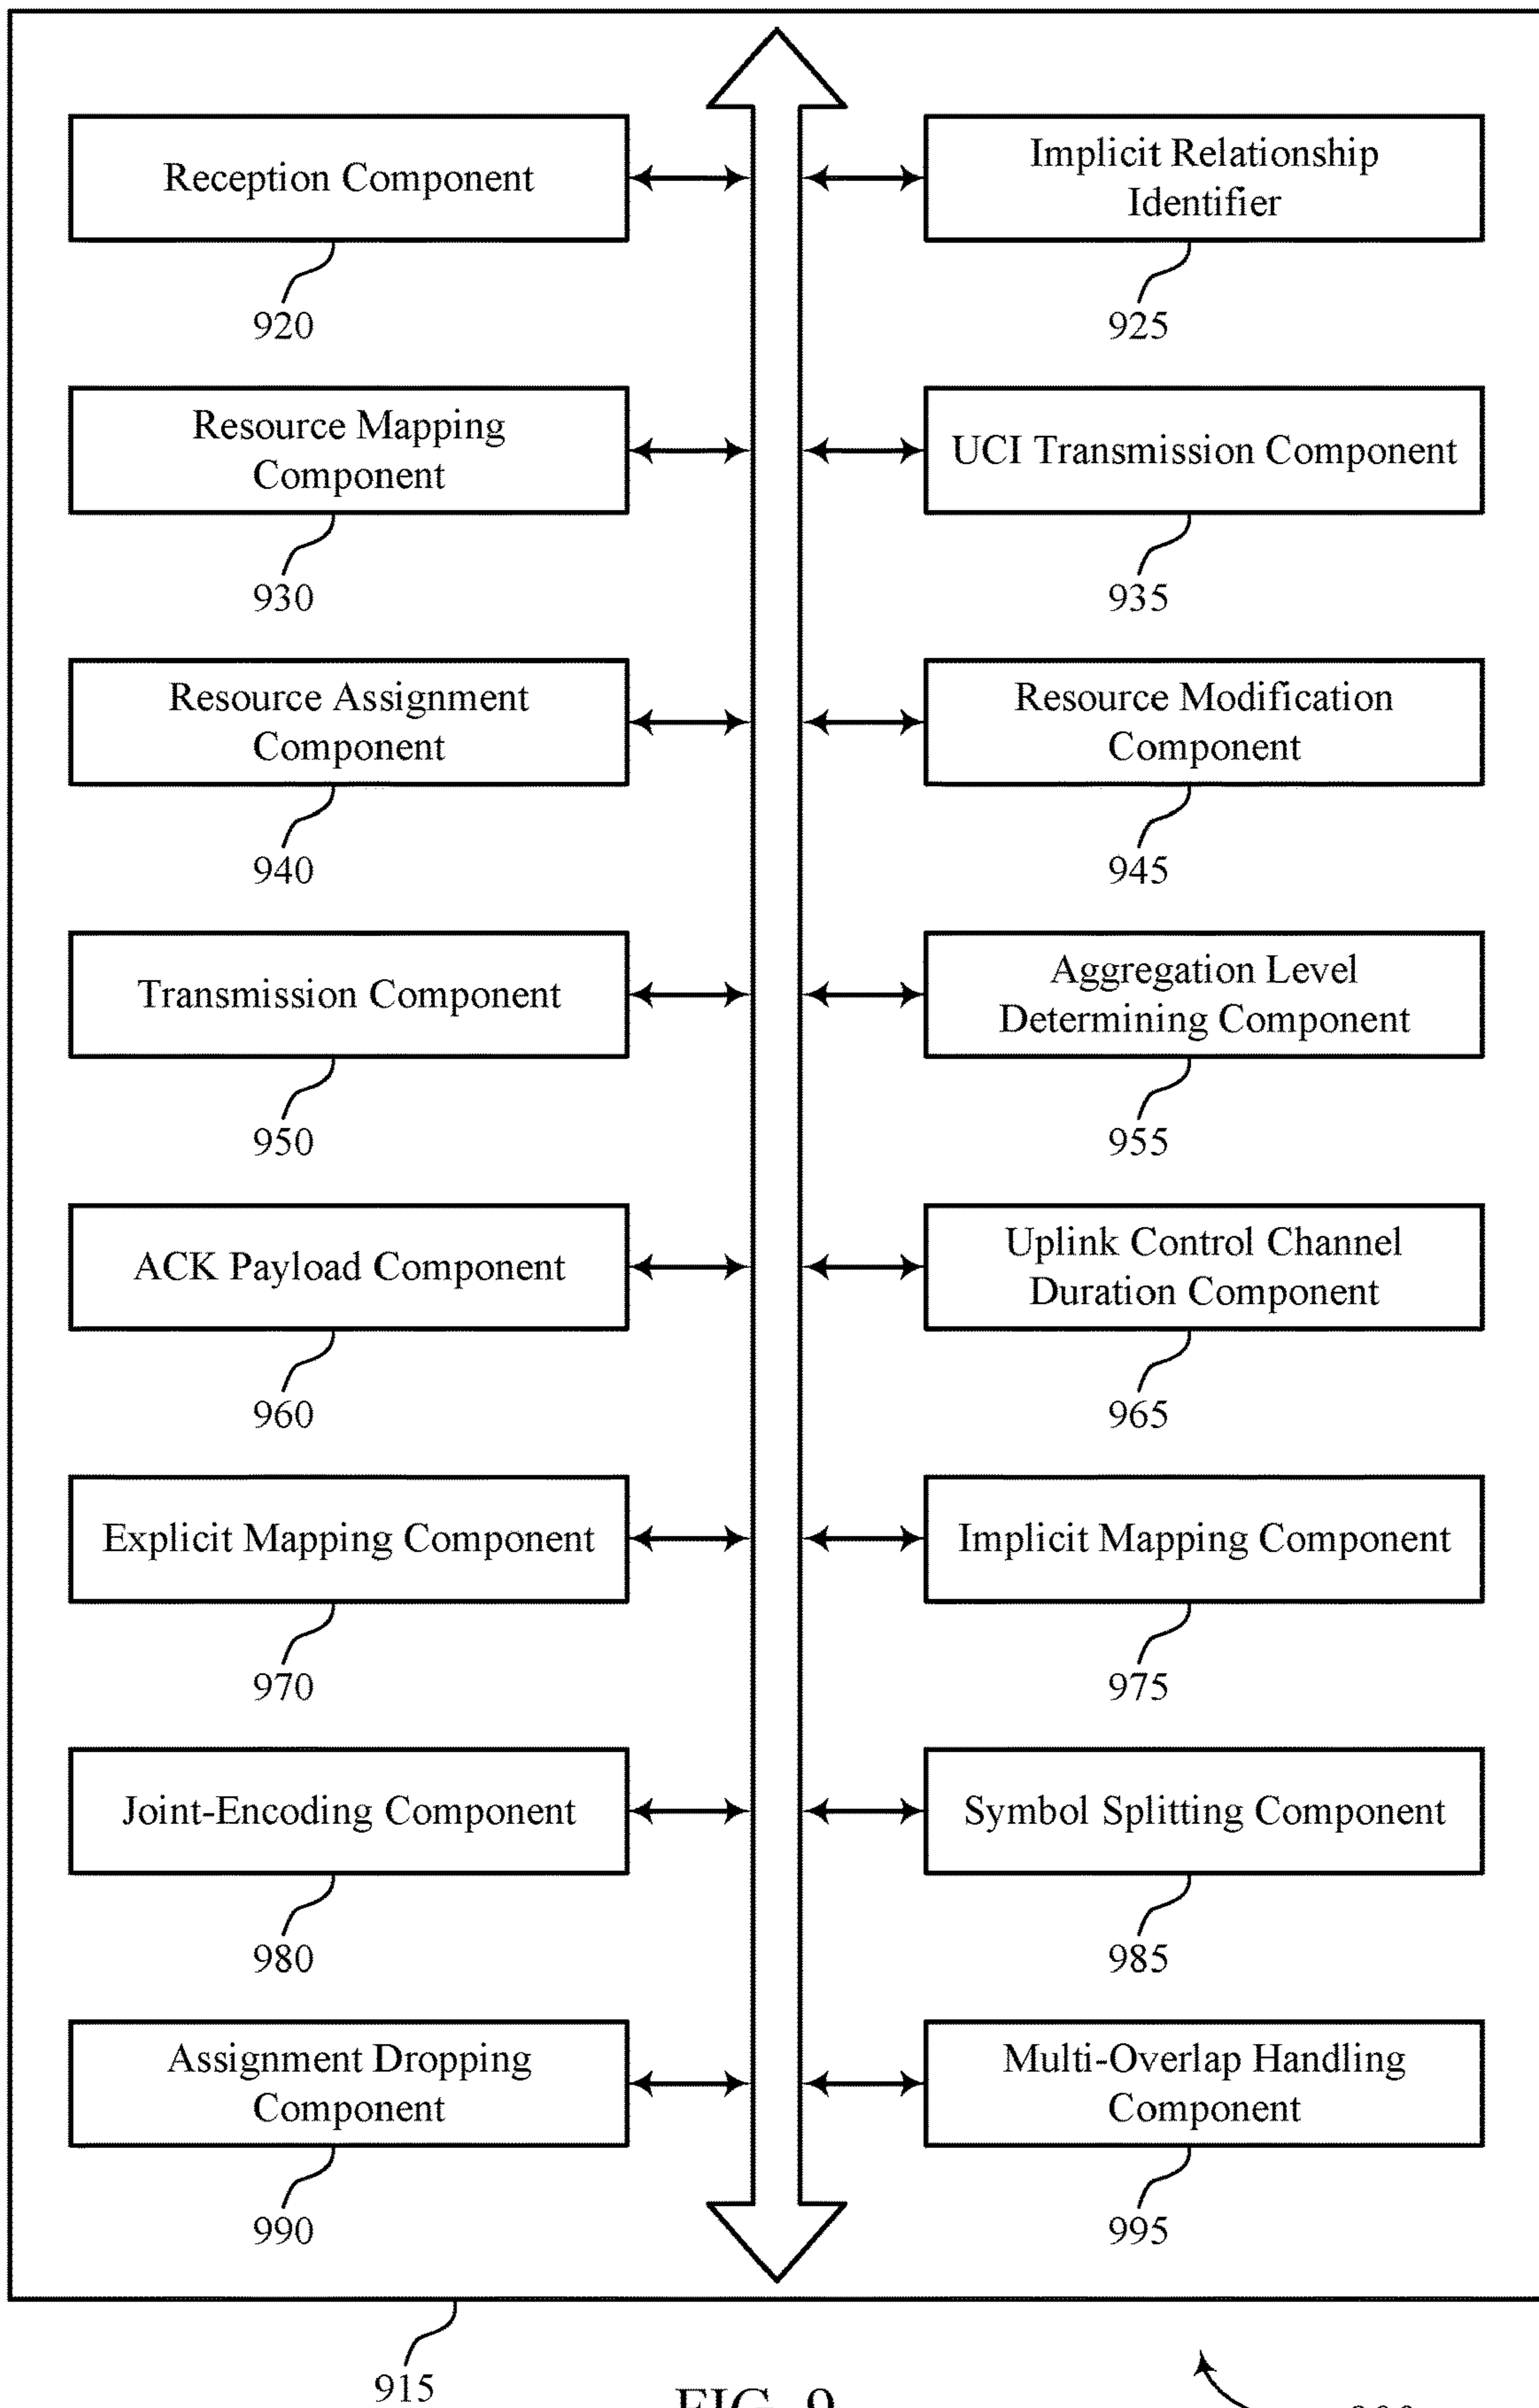 Reception Component
920
Implicit Relationship
Identifier
925
Resource Mapping
Component
930
UCI Transmission Component
935
Resource Assignment
Component
940
Resource Modification
Component
945
Transmission Component
950
Aggregation Level
Determining Component
955
ACK Payload Component
960
Uplink Control Channel
Duration Component
965
Explicit Mapping Component
970
Implicit Mapping Component
975
Joint-Encoding Component
980
Symbol Splitting Component
985
Assignment Dropping
Component
990
Multi-Overlap Handling
Component
995
915
FIG. 9